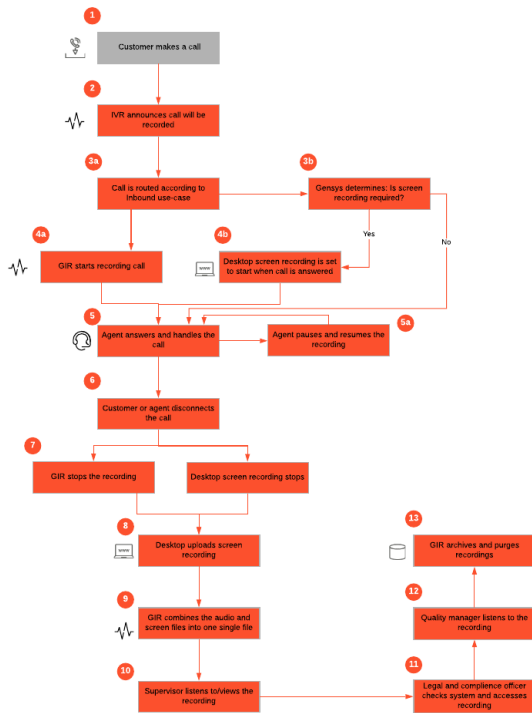 1
Customer makes a call
2
IVR announces call will be
recorded
3a
3b
Call is routed according to
Inbound use-case
Gensys determines: Is screen
recording required?
Yes
No
4a
4b
GIR starts recording call
www
Desktop screen recording is set
to start when call is answered
5
5a
Agent answers and handles the
call
Agent pauses and resumes the
recording
6
Customer or agent disconnects
the call
7
GIR stops the recording
Desktop screen recording stops
8
13
www
Desktop uploads screen
recording
GIR archives and purges
recordings
9
12
GIR combines the audio and
screen files into one single file
Quality manager listens to the
recording
10
11
Supervisor listens to/views the
recording
Legal and complience officer
checks system and accesses
recording